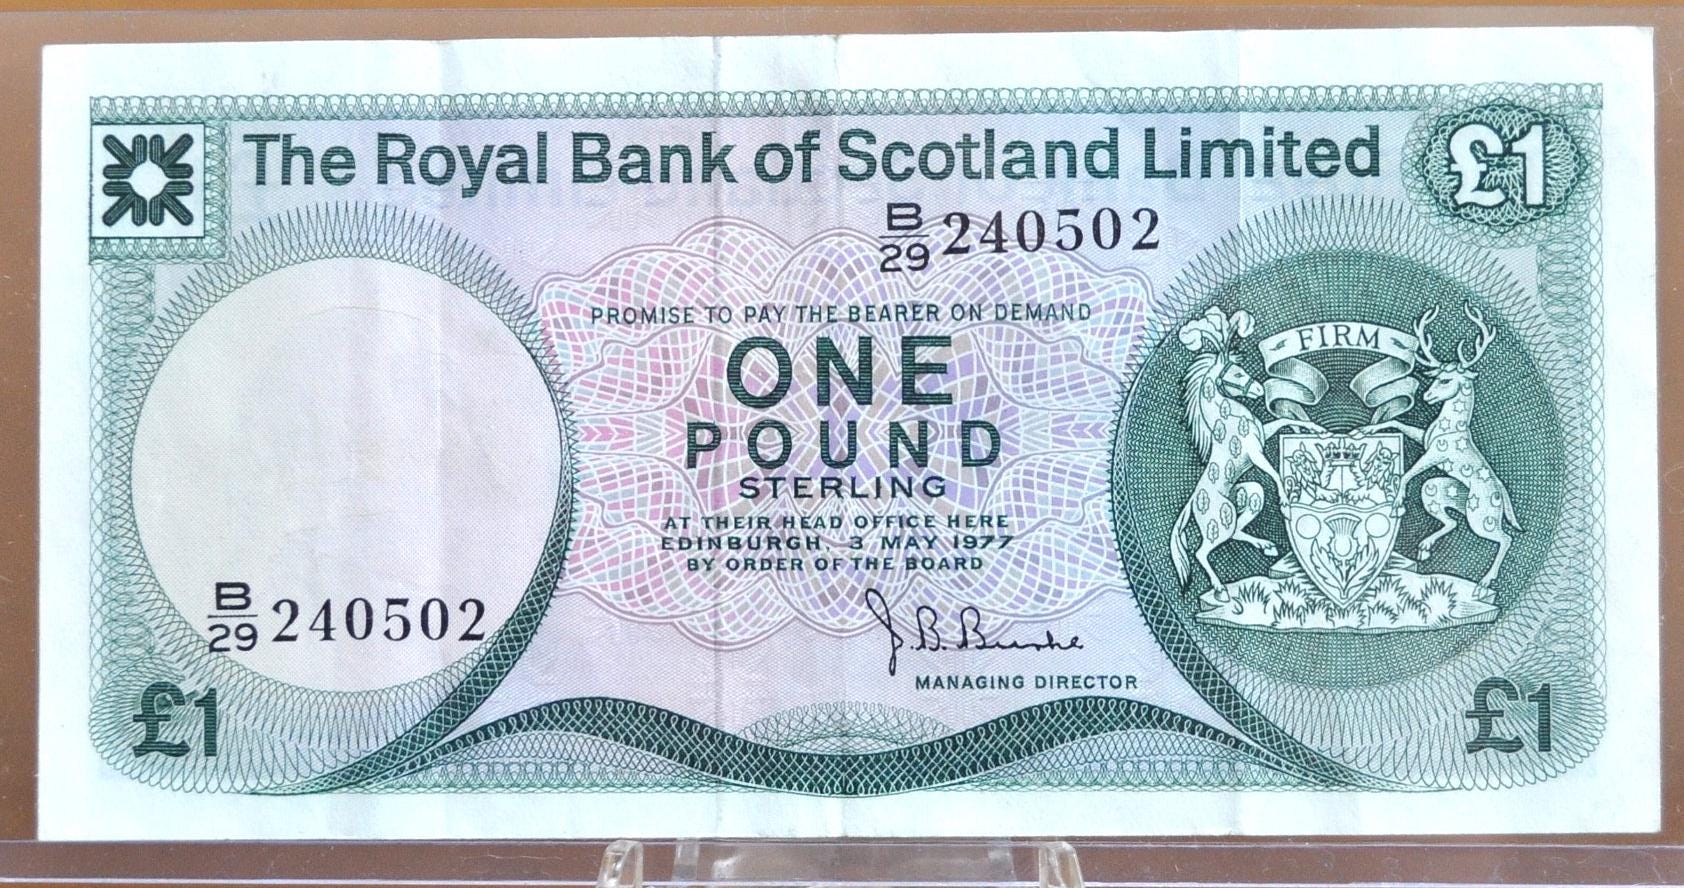 The Royal Bank of Scotland Limited
£1
B/29 240502
PROMISE TO PAY THE BEARER ON DEMAND
ONE
POUND
STERLING
AT THEIR HEAD OFFICE HERE
EDINBURGH, 3 MAY 1977
BY ORDER OF THE BOARD
FIRM
B/29 240502
J. B. Burke
MANAGING DIRECTOR
£1
£1